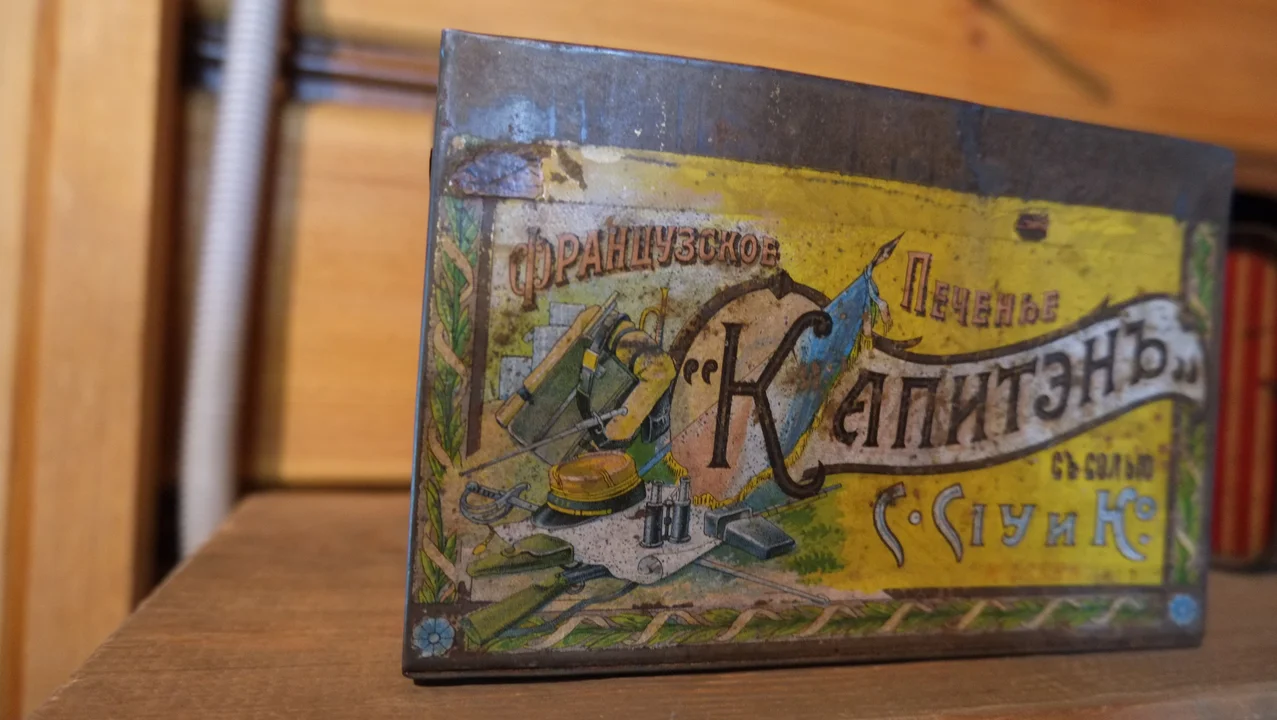 Французское
Печенье
"Капитэнъ"
съ солью
С. Сіу и Ко.